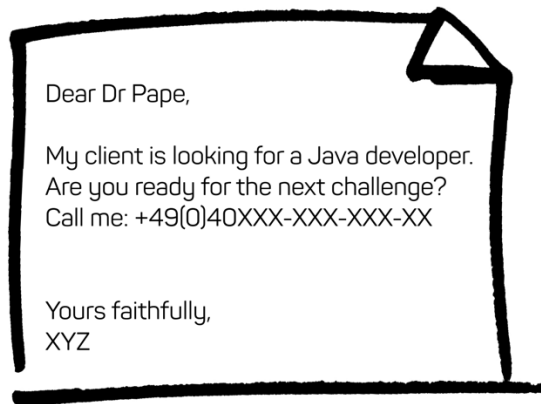 Dear Dr Pape,
My client is looking for a Java developer.
Are you ready for the next challenge?
Call me: +49(0)40XXX-XXX-XXX-XX
Yours faithfully,
XYZ